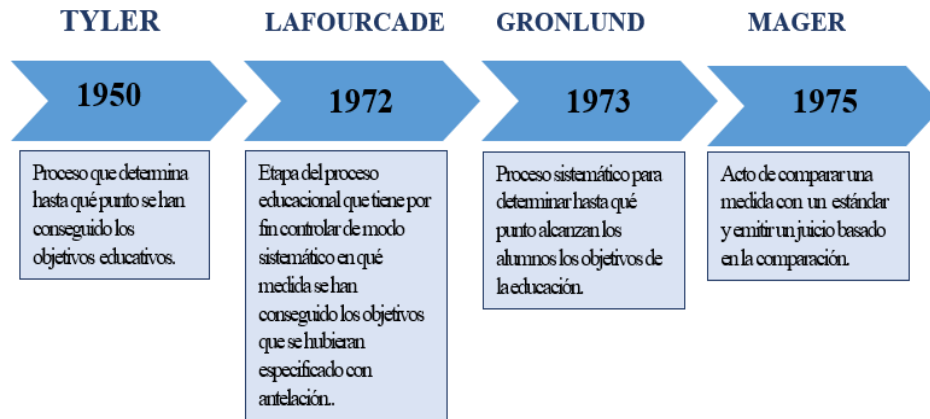 TYLER
1950
Proceso que determina
hasta qué punto se han
conseguido los
objetivos educativos.
LAFOURCADE
1972
Etapa del proceso
educacional que tiene por
fin controlar de modo
sistemático en qué
medida se han
conseguido los objetivos
que se hubieran
especificado con
antelación..
GRONLUND
1973
Proceso sistemático para
determinar hasta qué
punto alcanzan los
alumnos los objetivos de
la educación.
MAGER
1975
Acto de comparar una
medida con un estándar
y emitir un juicio basado
en la comparación.